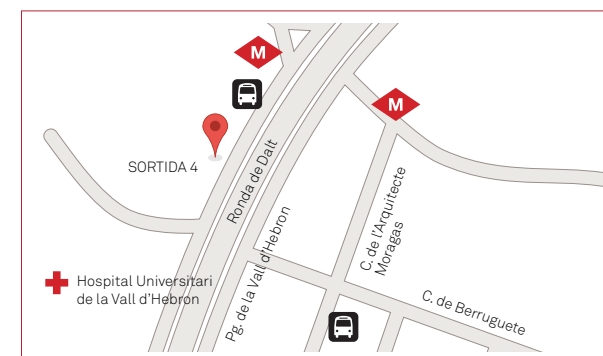 M
M
SORTIDA 4
Ronda de Dalt
Pg. de la Vall d'Hebron
C. de l'Arquitecte
Moragas
Hospital Universitari
de la Vall d'Hebron
C. de Berruguete